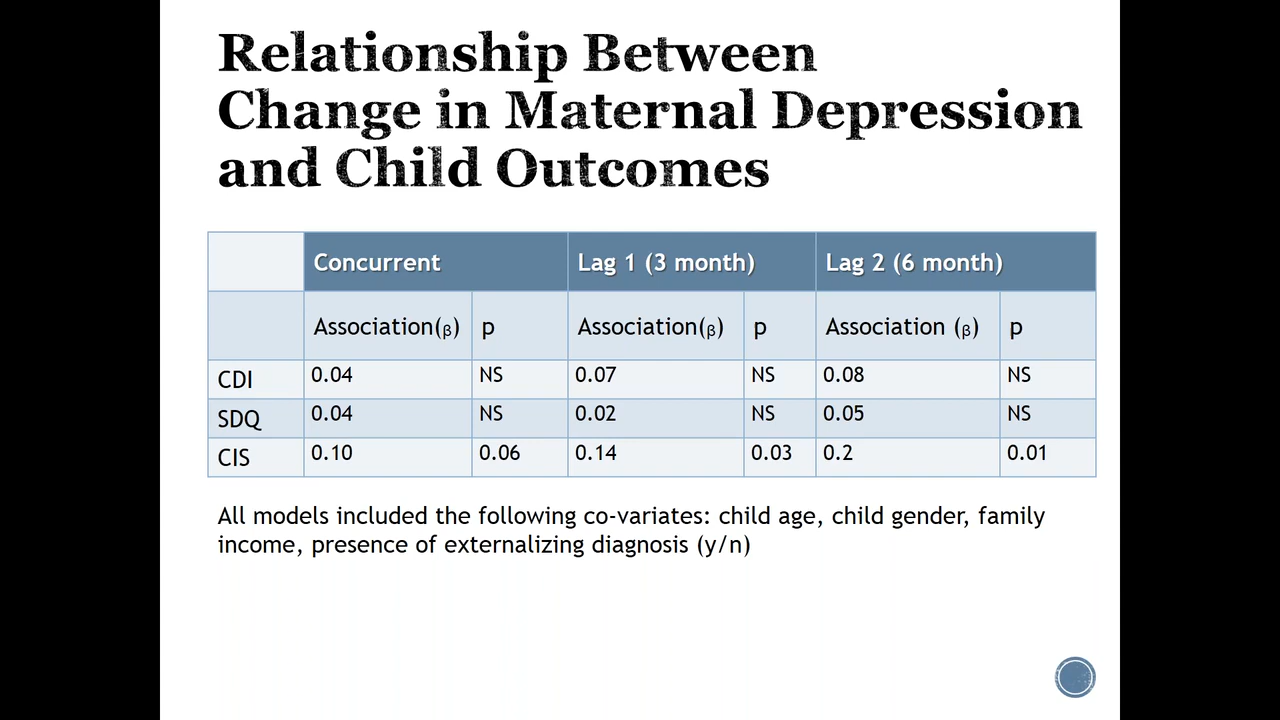 Relationship Between
Change in Maternal Depression
and Child Outcomes
Concurrent Lag 1 (3 month) Lag 2 (6 month)
Association(β) p Association(β) p Association (β) p
CDI 0.04 NS 0.07 NS 0.08 NS
SDQ 0.04 NS 0.02 NS 0.05 NS
CIS 0.10 0.06 0.14 0.03 0.2 0.01
All models included the following co-variates: child age, child gender, family
income, presence of externalizing diagnosis (y/n)